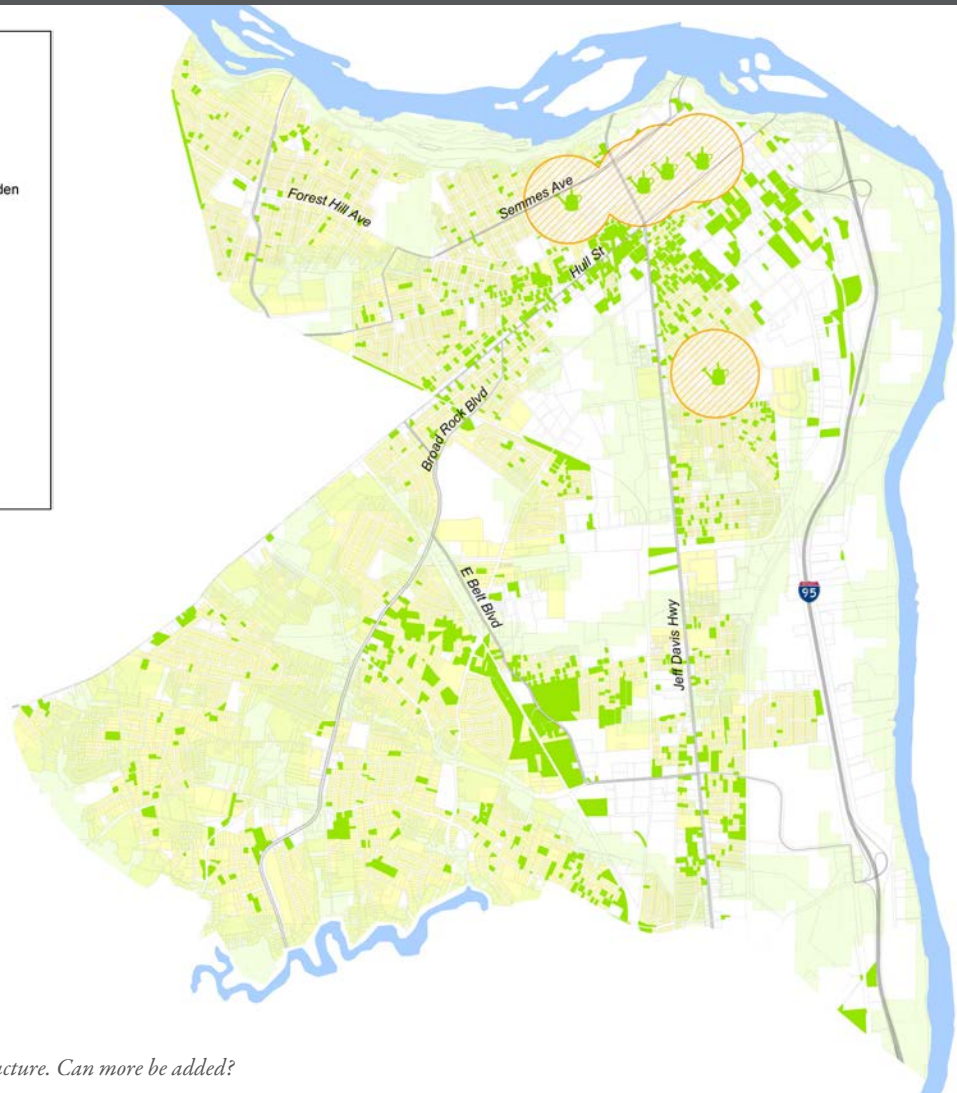 den
Forest Hill Ave
Semmes Ave
Hull St
Broad Rock Blvd
E Belt Blvd
Jeff Davis Hwy
95
cture. Can more be added?